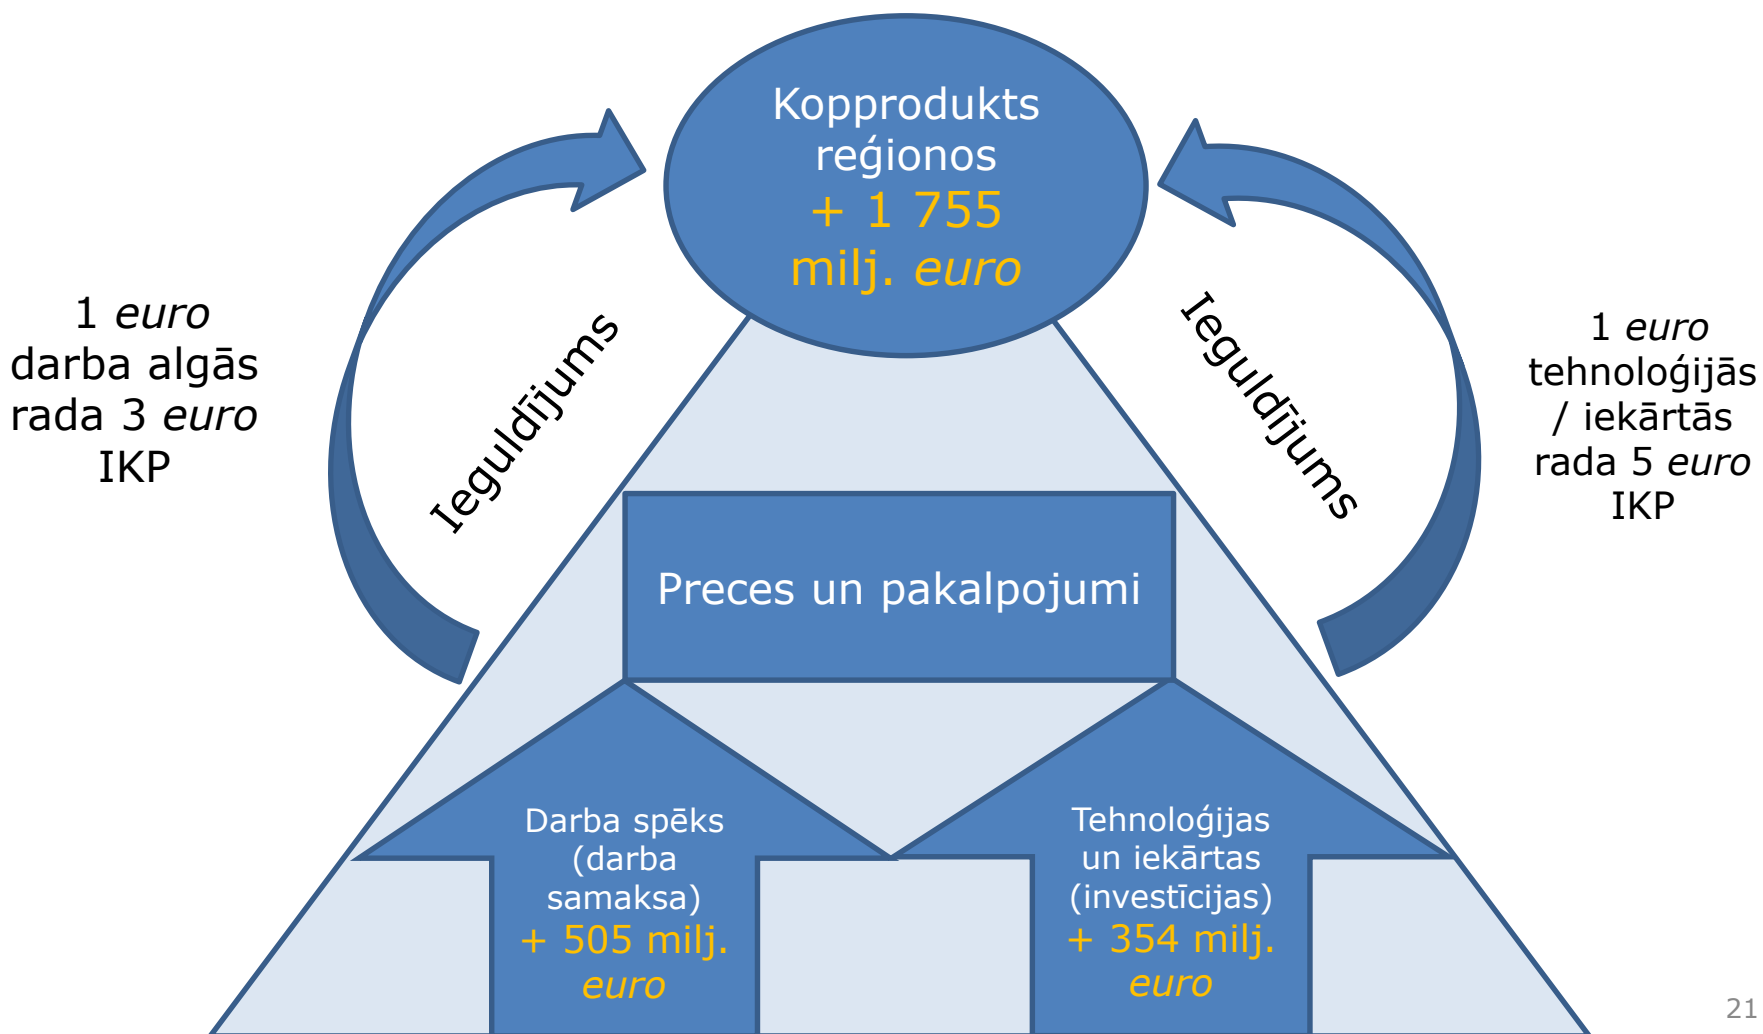 Kopprodukts
reģionos
+ 1 755
milj. euro
1 euro
darba algās
rada 3 euro
IKP
Ieguldījums
Ieguldījums
1 euro
tehnoloģijās
/ iekārtās
rada 5 euro
IKP
Preces un pakalpojumi
Darba spēks
(darba
samaksa)
+ 505 milj.
euro
Tehnoloģijas
un iekārtas
(investīcijas)
+ 354 milj.
euro
21